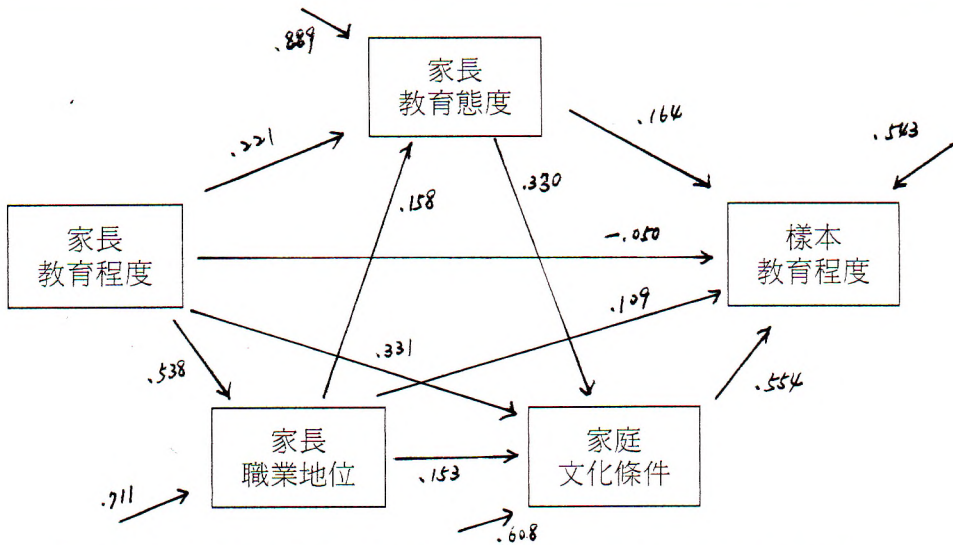 .889
家長
教育態度
.221
.164
.543
.158
.330
家長
教育程度
-.050
樣本
教育程度
.109
.331
.538
.554
家長
職業地位
.153
家庭
文化條件
.711
.608